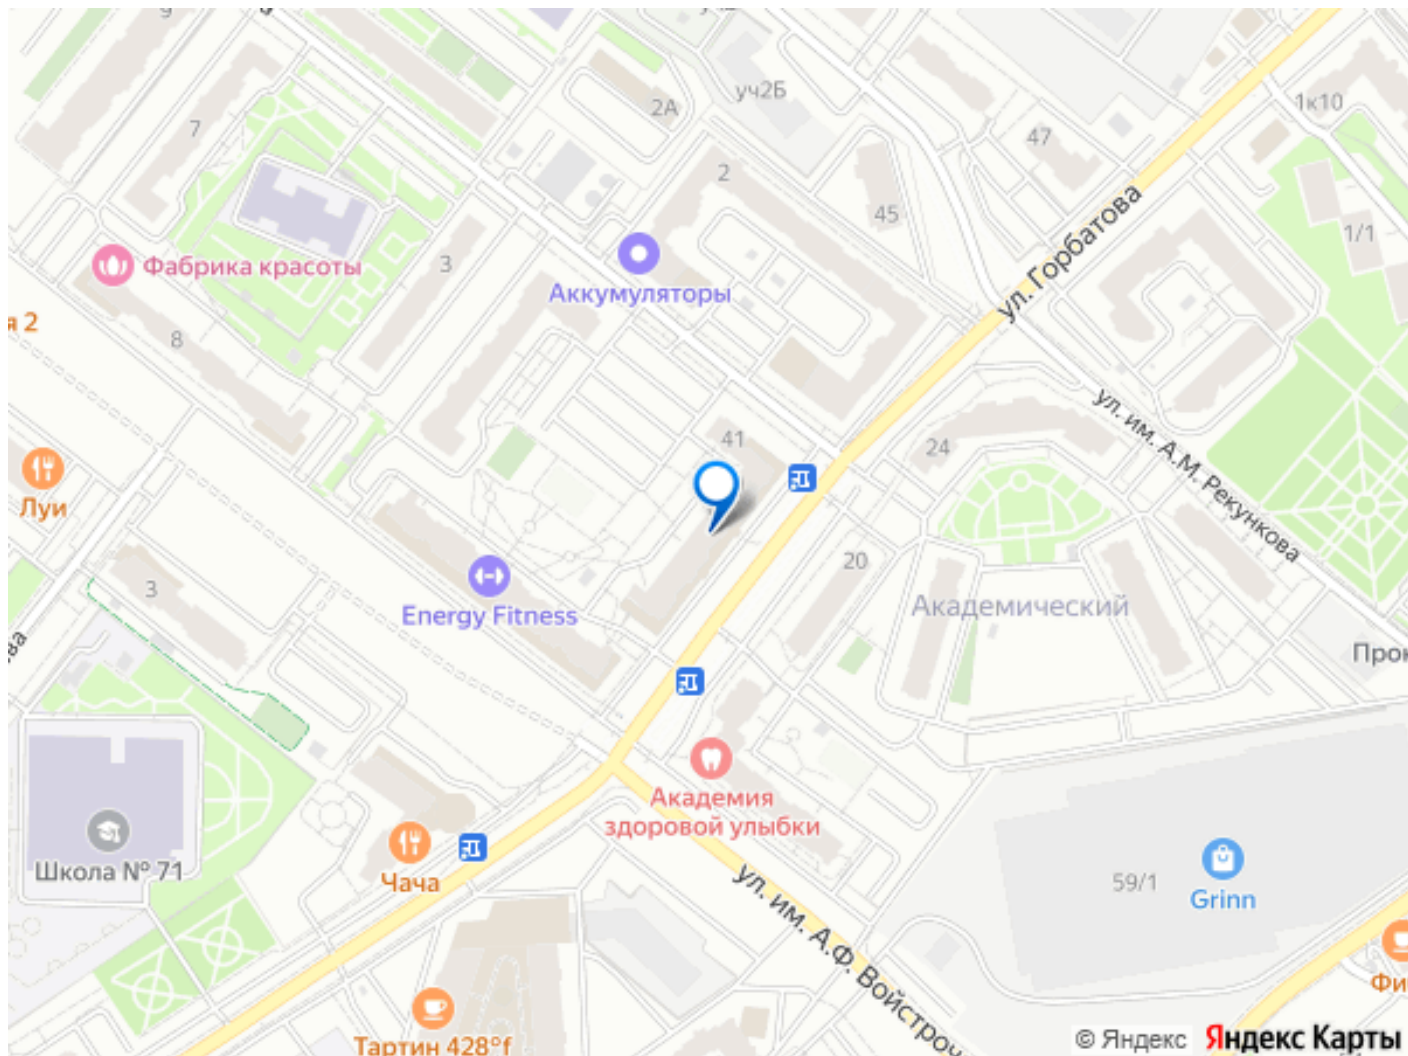 2А
уч2Б
1к10
47
7
2
45
ул. Горбатова
1/1
3
Фабрика красоты
Аккумуляторы
я 2
8
ул. им. А.М. Рекункова
41
24
Луи
20
Energy Fitness
3
Академический
Академия
здоровой улыбки
Школа № 71
Чача
59/1
Grinn
ул. им. А.Ф. Войстроч
Тартин 428°f
© Яндекс
Яндекс Карты